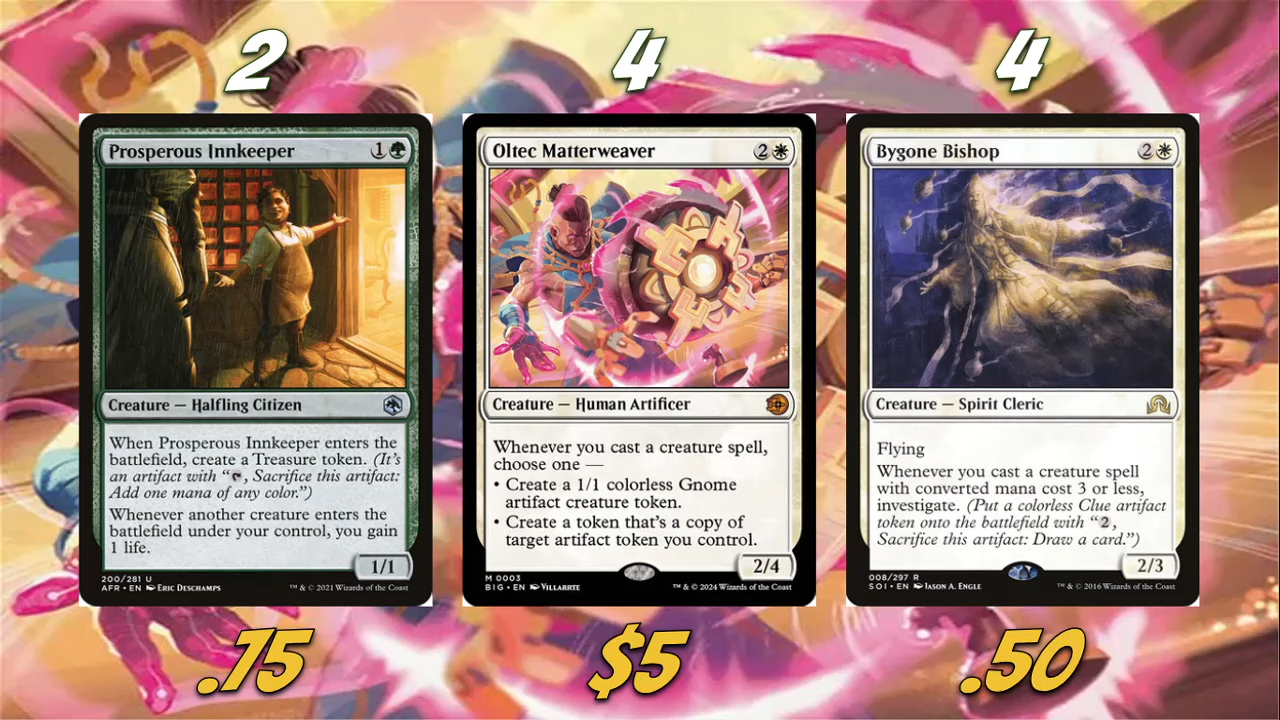 2
4
4
Prosperous Innkeeper 1
Creature — Halfling Citizen
When Prosperous Innkeeper enters the
battlefield, create a Treasure token. (It's
an artifact with “, Sacrifice this artifact:
Add one mana of any color.”)
Whenever another creature enters the
battlefield under your control, you gain
1 life.
1/1
200/281 U
AFR • EN Eric Deschamps
™ & © 2021 Wizards of the Coast
.75
Oltec Matterweaver 2
Creature — Human Artificer
Whenever you cast a creature spell,
choose one —
• Create a 1/1 colorless Gnome
artifact creature token.
• Create a token that's a copy of
target artifact token you control.
2/4
M 0003
BIG • EN Villarrte
™ & © 2024 Wizards of the Coast
$5
Bygone Bishop 2
Creature — Spirit Cleric
Flying
Whenever you cast a creature spell
with converted mana cost 3 or less,
investigate. (Put a colorless Clue artifact
token onto the battlefield with “2,
Sacrifice this artifact: Draw a card.”)
2/3
008/297 R
SOI • EN Jason A. Engle
™ & © 2016 Wizards of the Coast
.50